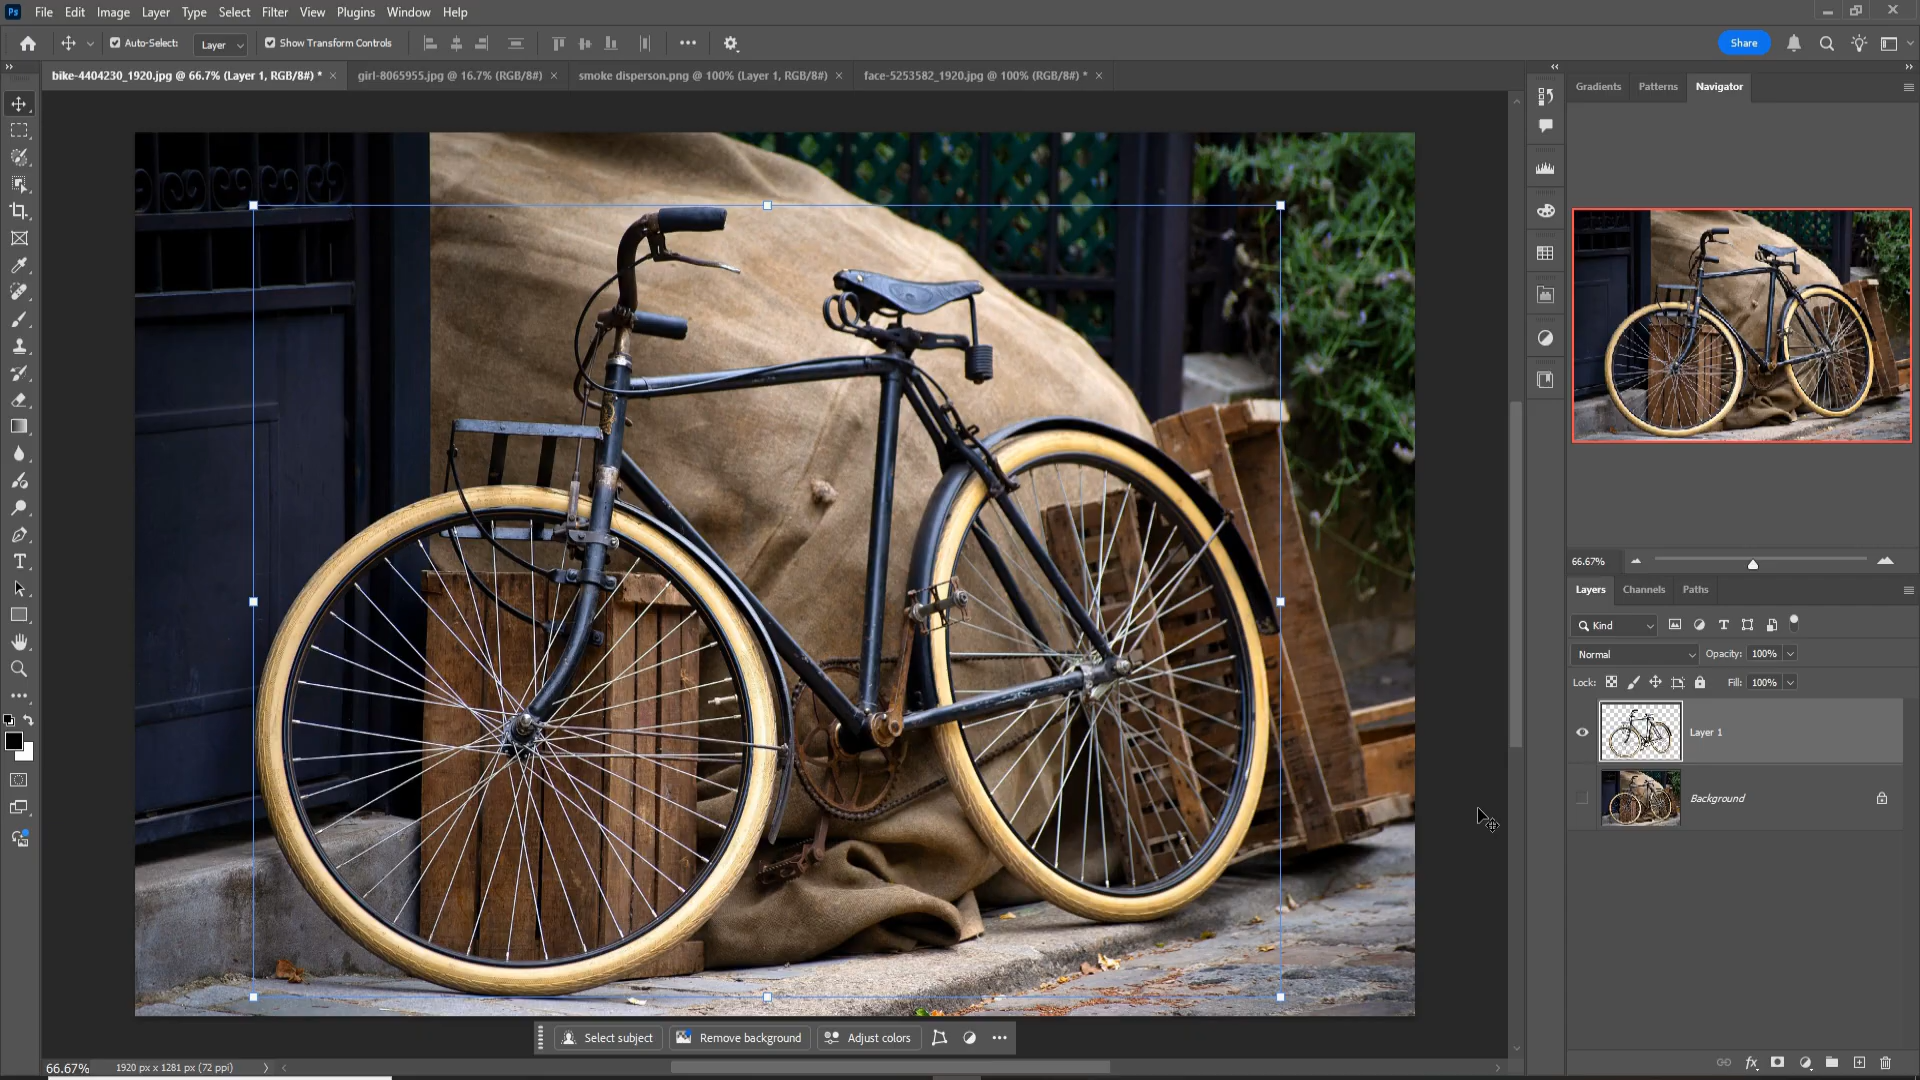 Ps File Edit Image Layer Type Select Filter View Plugins Window Help
Auto-Select: Layer Show Transform Controls Share
bike-4404230_1920.jpg @ 66.7% (Layer 1, RGB/8#) * × girl-8065955.jpg @ 16.7% (RGB/8#) × smoke disperson.png @ 100% (Layer 1, RGB/8#) × face-5253582_1920.jpg @ 100% (RGB/8#) * ×
Gradients Patterns Navigator
66.67%
Layers Channels Paths
Kind
Normal Opacity: 100%
Lock: Fill: 100%
Layer 1
Background
Select subject Remove background Adjust colors
66.67% 1920 px x 1281 px (72 ppi)